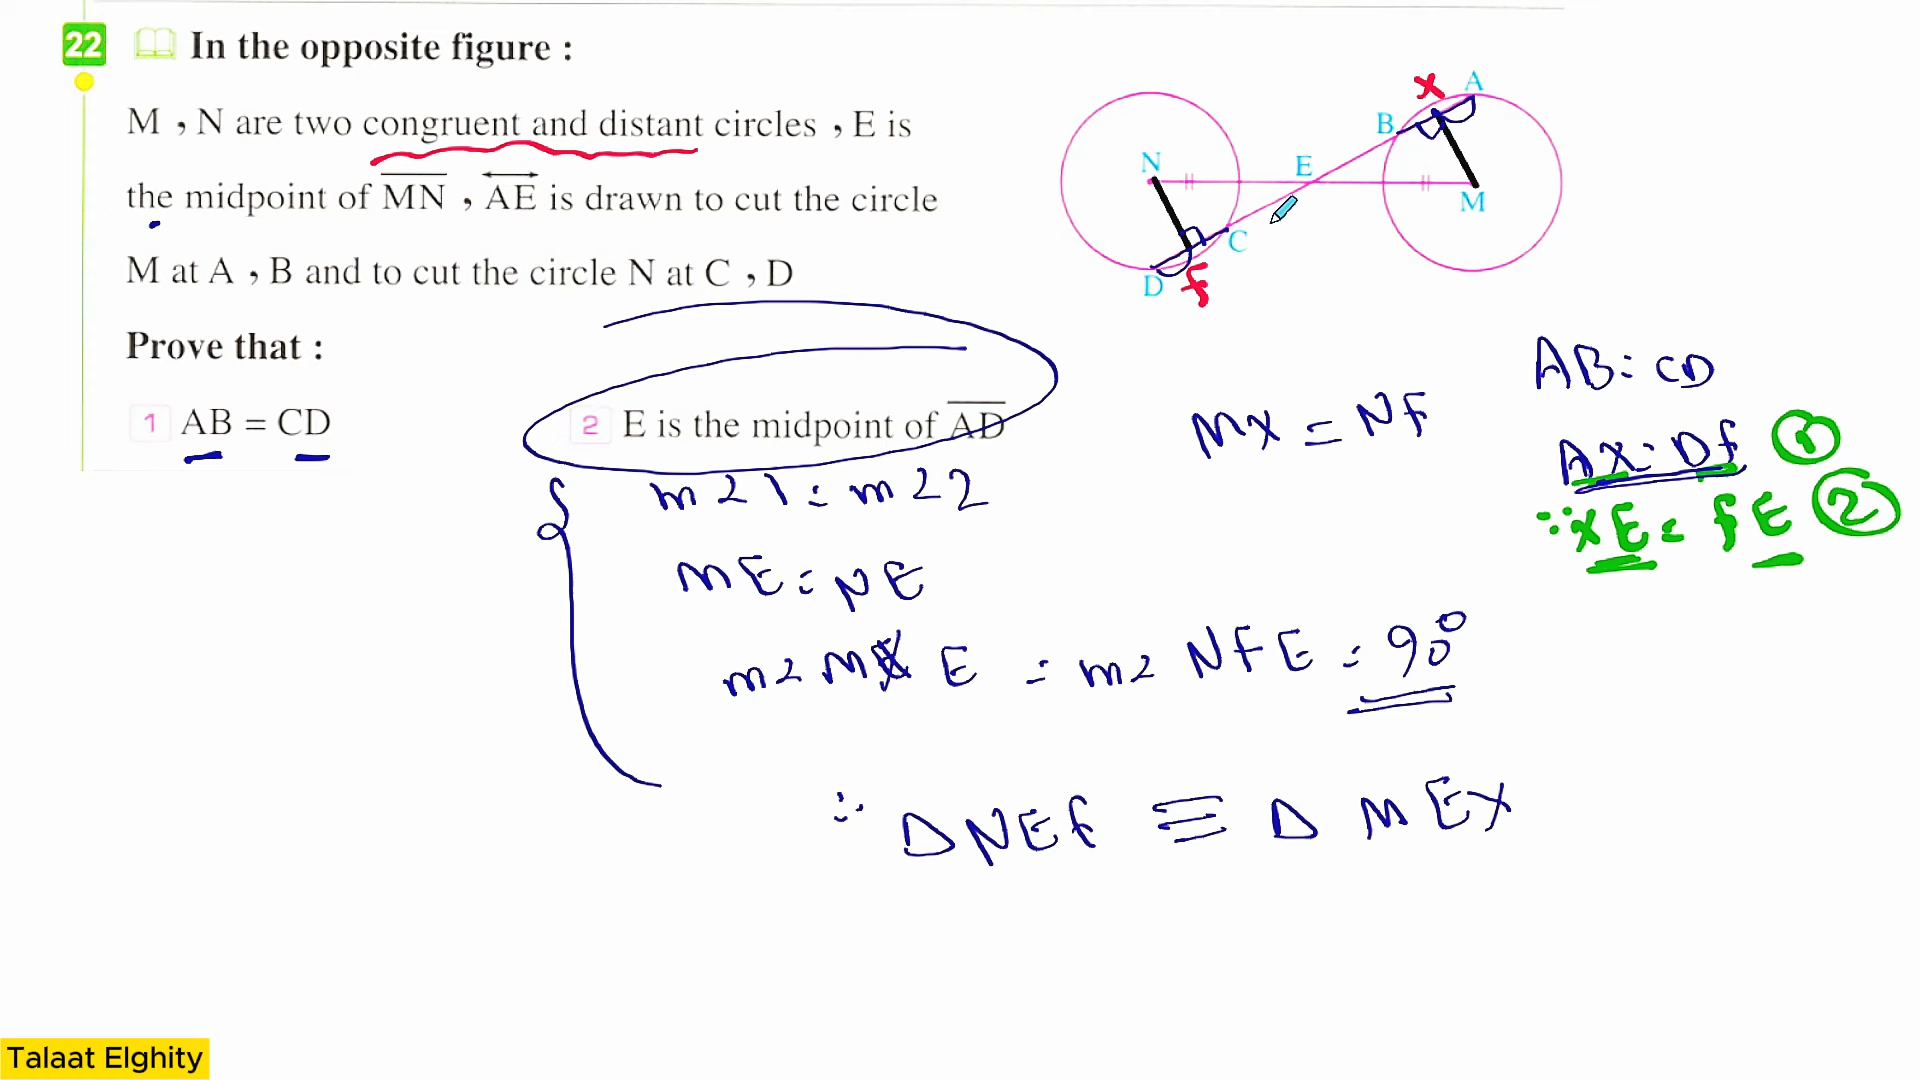 22 In the opposite figure :
M , N are two congruent and distant circles , E is
the midpoint of MN , AE is drawn to cut the circle
M at A , B and to cut the circle N at C , D
Prove that :
1 AB = CD
2 E is the midpoint of AD
N
E
B
X
A
M
C
D
F
MX = NF
AB = CD
AX = DF ①
∵ XE = FE ②
m∠1 = m∠2
ME = NE
m∠MXE = m∠NFE = 90°
∴ ΔNEF ≡ Δ MEX
Talaat Elghity